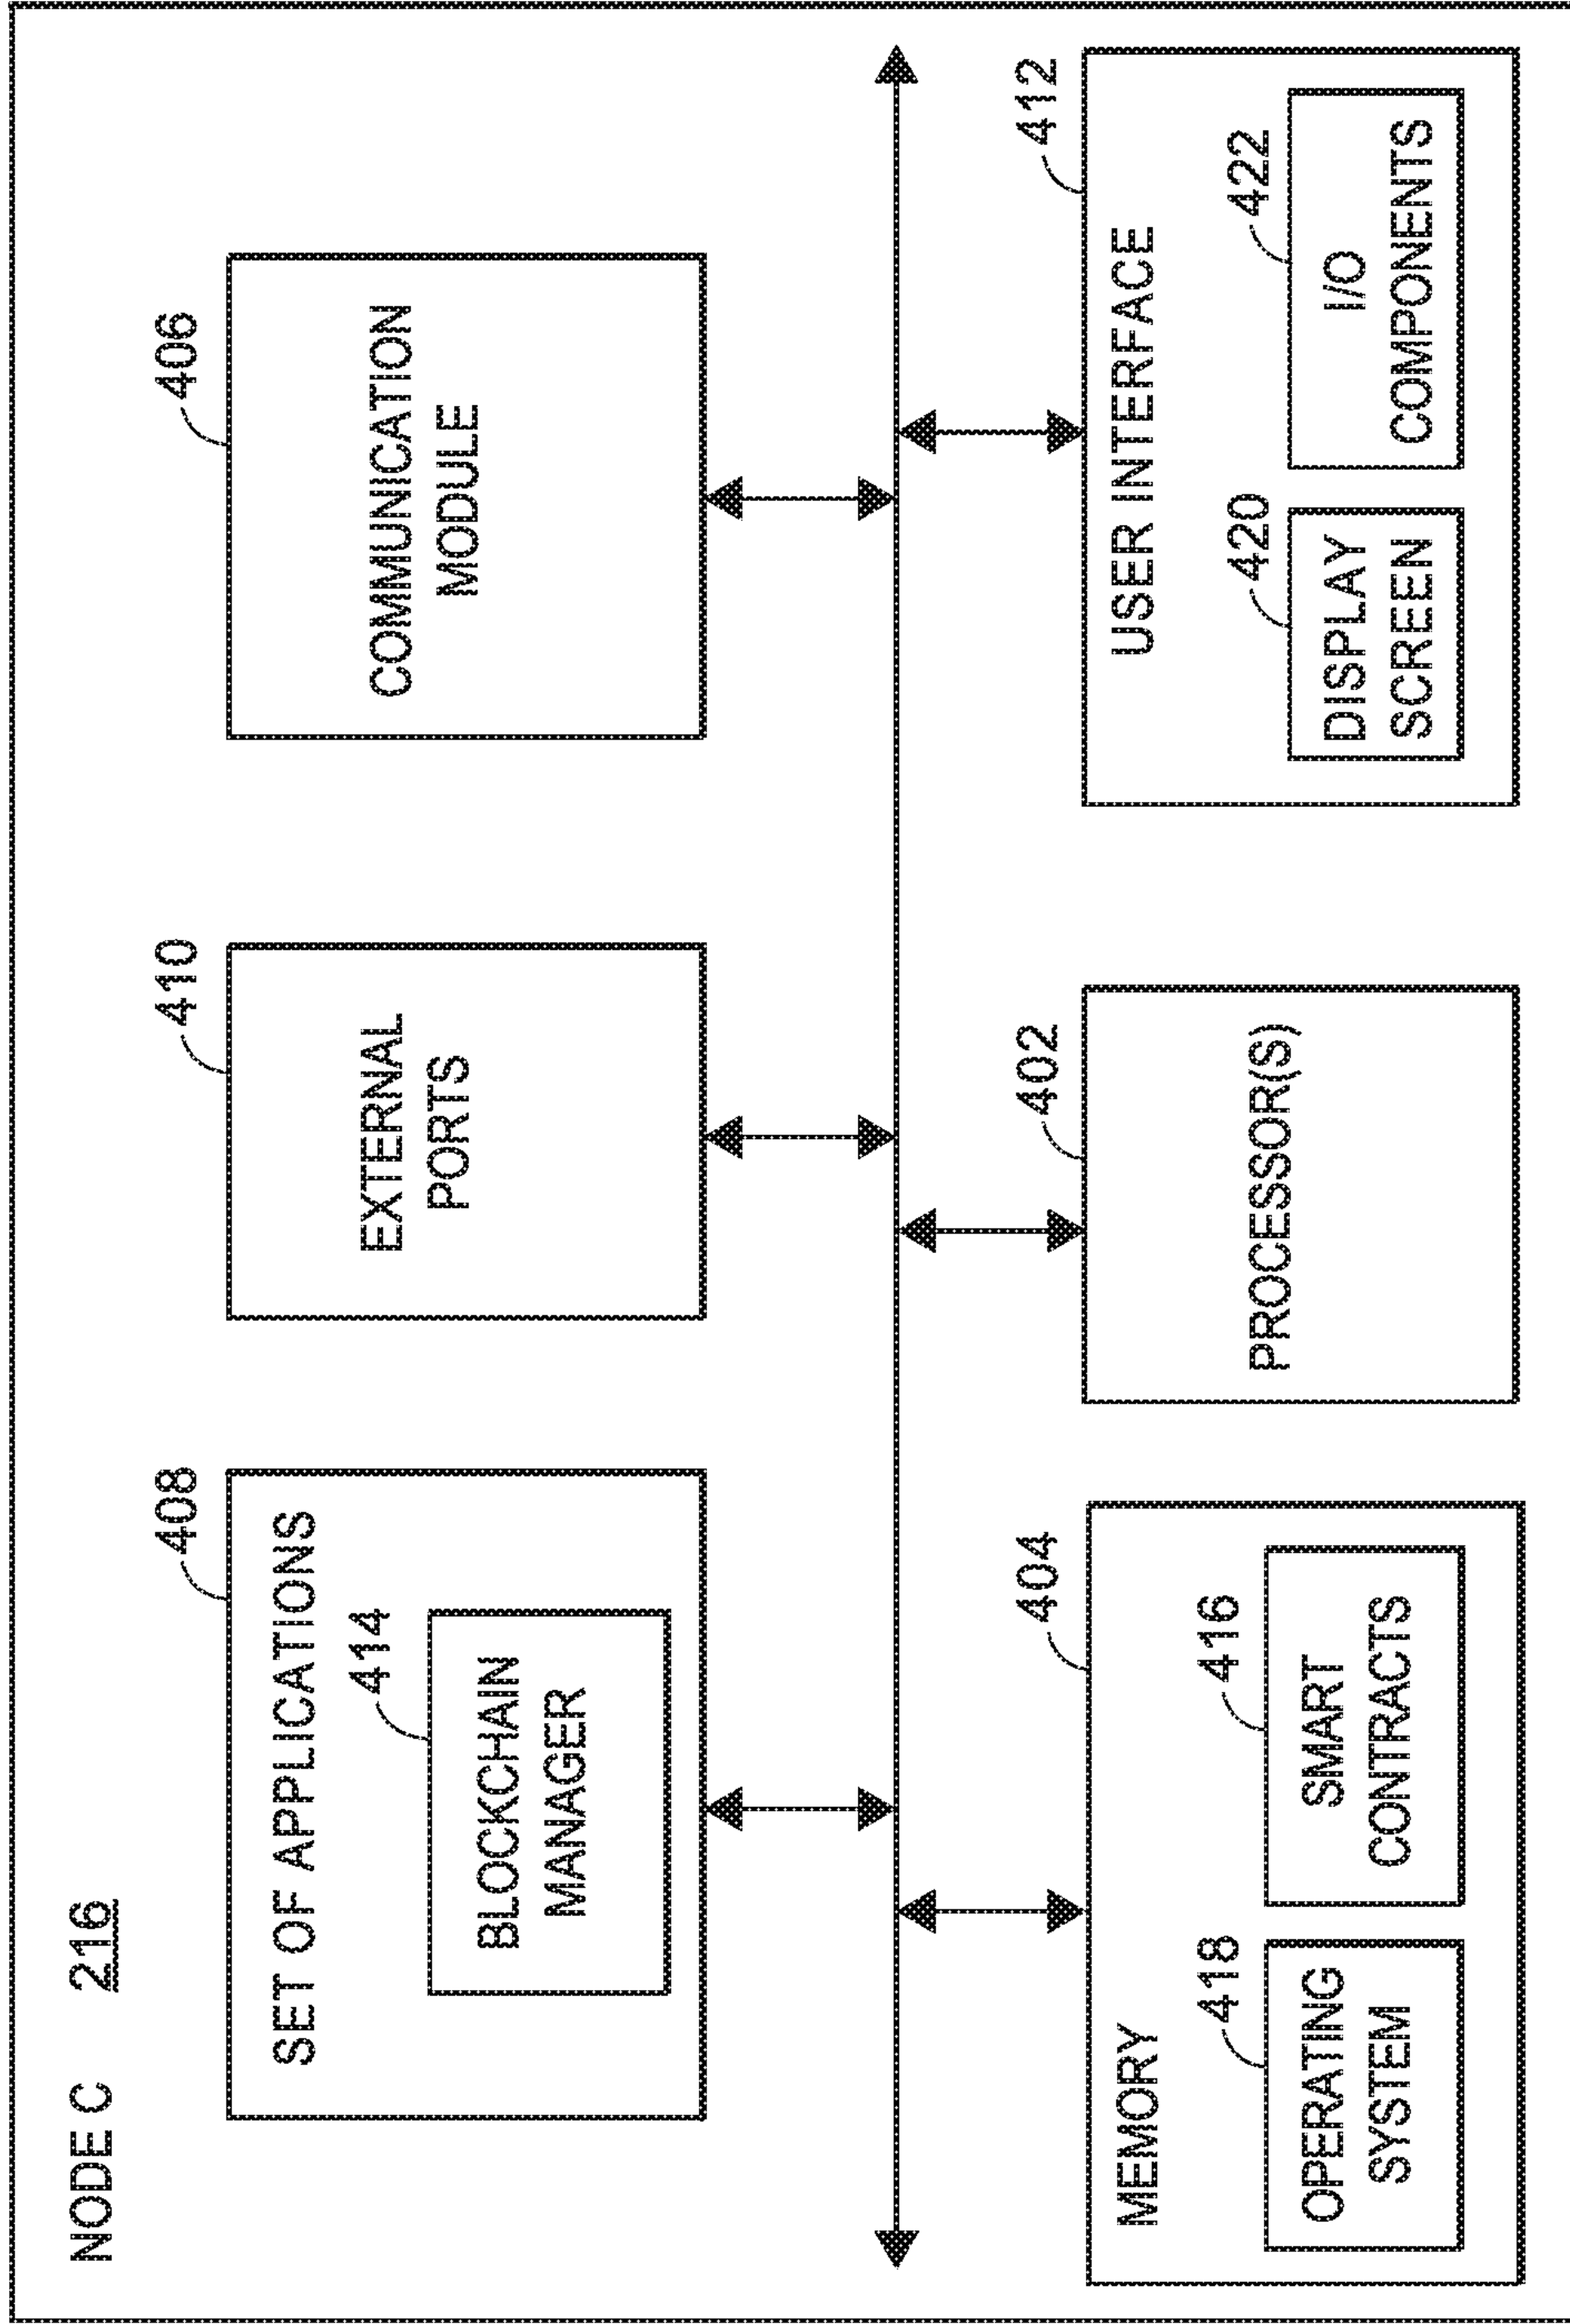 NODE C 216
408
SET OF APPLICATIONS
414
BLOCKCHAIN
MANAGER
410
EXTERNAL
PORTS
406
COMMUNICATION
MODULE
404
MEMORY
418
OPERATING
SYSTEM
416
SMART
CONTRACTS
402
PROCESSOR(S)
412
USER INTERFACE
420
DISPLAY
SCREEN
422
I/O
COMPONENTS